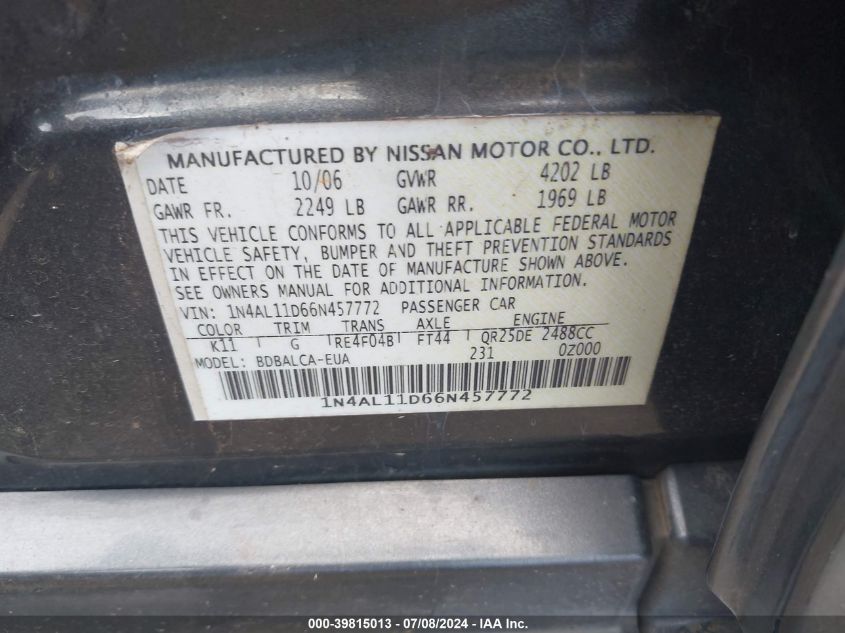 MANUFACTURED BY NISSAN MOTOR CO., LTD.
DATE 10/06 GVWR 4202 LB
GAWR FR. 2249 LB GAWR RR. 1969 LB
THIS VEHICLE CONFORMS TO ALL APPLICABLE FEDERAL MOTOR
VEHICLE SAFETY, BUMPER AND THEFT PREVENTION STANDARDS
IN EFFECT ON THE DATE OF MANUFACTURE SHOWN ABOVE.
SEE OWNERS MANUAL FOR ADDITIONAL INFORMATION.
VIN: 1N4AL11D66N457772 PASSENGER CAR
COLOR TRIM TRANS AXLE ENGINE
K11 G RE4F04B FT44 QR25DE 2488CC
MODEL: BDBALCA-EUA 231 0Z000
1N4AL11D66N457772
000-39815013 - 07/08/2024 - IAA Inc.